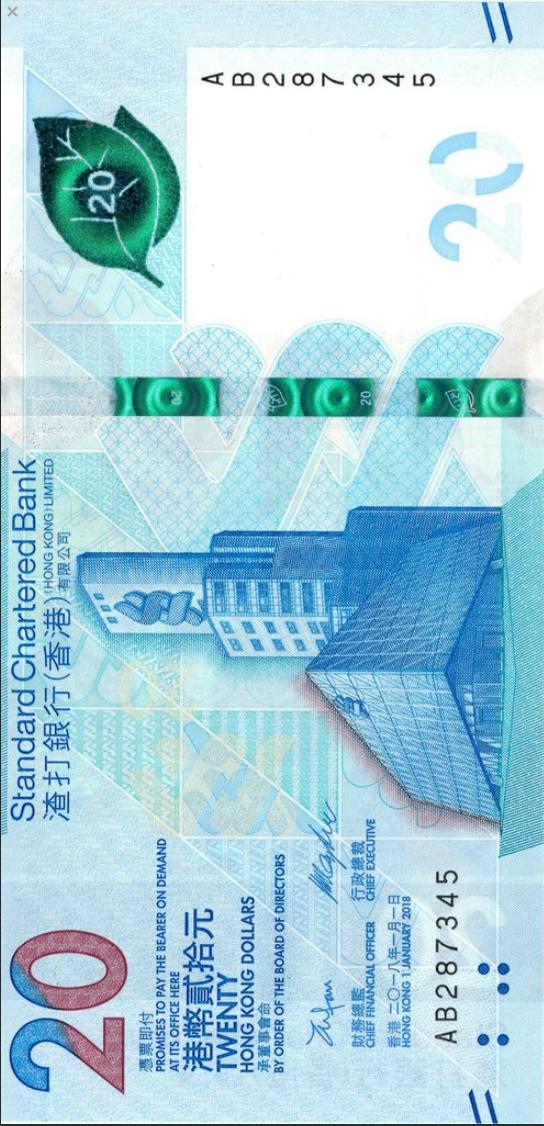 Standard Chartered Bank
渣打銀行(香港)
(HONG KONG) LIMITED
有限公司
20
憑票即付
PROMISES TO PAY THE BEARER ON DEMAND
AT ITS OFFICE HERE
港幣貳拾元
TWENTY
HONG KONG DOLLARS
承董事會命
BY ORDER OF THE BOARD OF DIRECTORS
財務總監
CHIEF FINANCIAL OFFICER
行政總裁
CHIEF EXECUTIVE
香港 二〇一八年一月一日
HONG KONG 1 JANUARY 2018
AB287345
20
20
20
AB287345
20